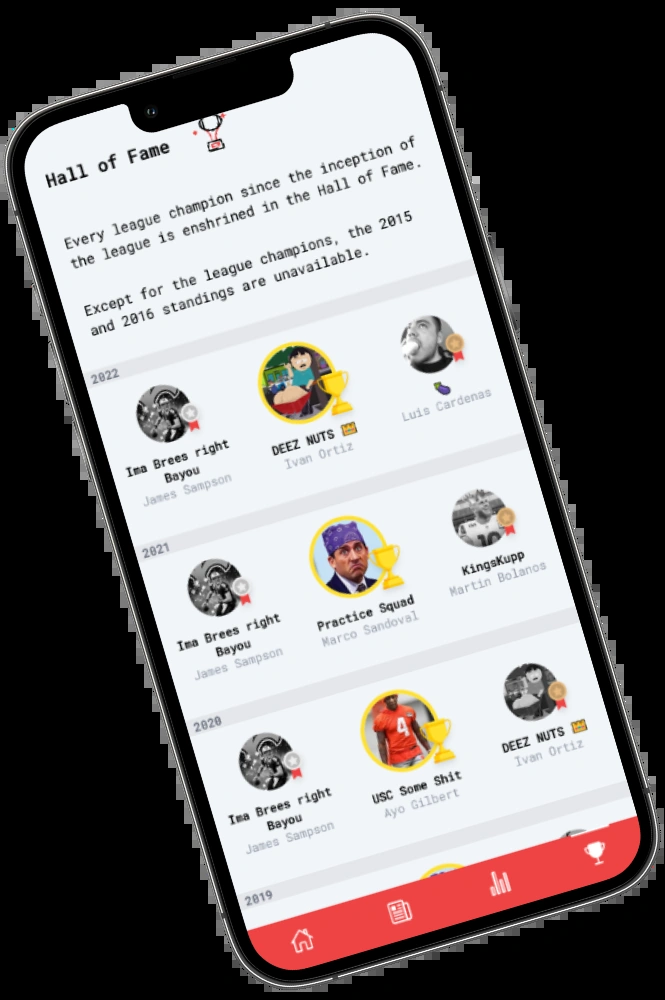 Hall of Fame
Every league champion since the inception of
the league is enshrined in the Hall of Fame.
Except for the league champions, the 2015
and 2016 standings are unavailable.
2022
Ima Brees right
Bayou
James Sampson
DEEZ NUTS 👑
Ivan Ortiz
🍆
Luis Cardenas
2021
Ima Brees right
Bayou
James Sampson
Practice Squad
Marco Sandoval
KingsKupp
Martin Bolanos
2020
Ima Brees right
Bayou
James Sampson
USC Some Shit
4
Ayo Gilbert
DEEZ NUTS 👑
Ivan Ortiz
2019